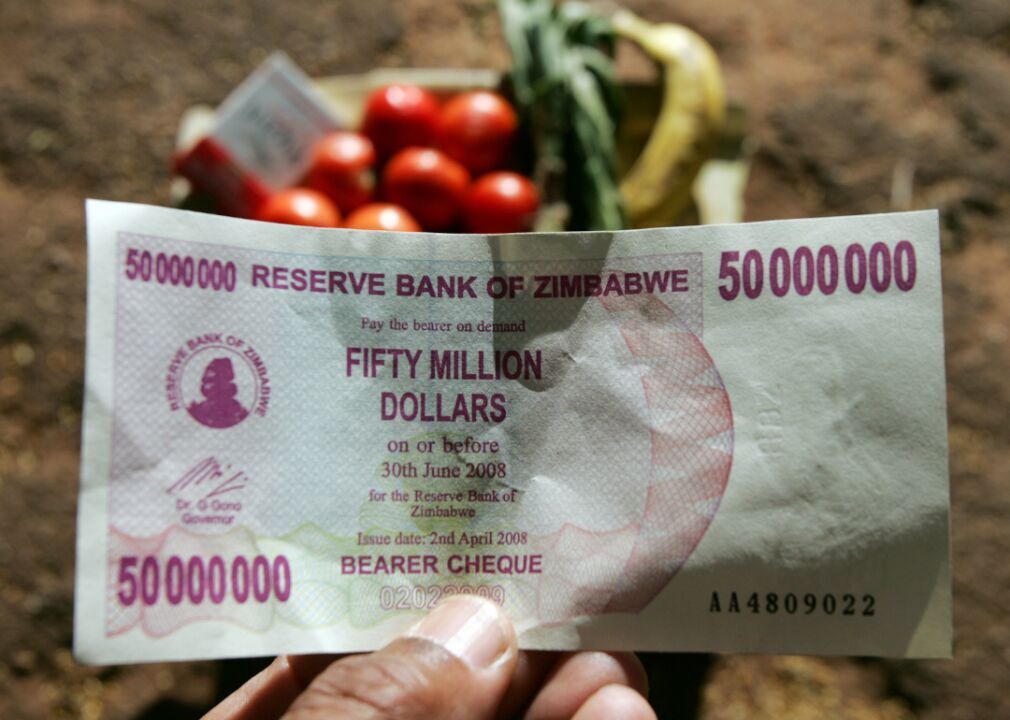 50000000
RESERVE BANK OF ZIMBABWE
50000000
Pay the bearer on demand
FIFTY MILLION
DOLLARS
RESERVE BANK OF ZIMBABWE
on or before
30th June 2008
for the Reserve Bank of
Zimbabwe
Dr. G Gono
Governor
Issue date: 2nd April 2008
50000000
BEARER CHEQUE
AA4809022